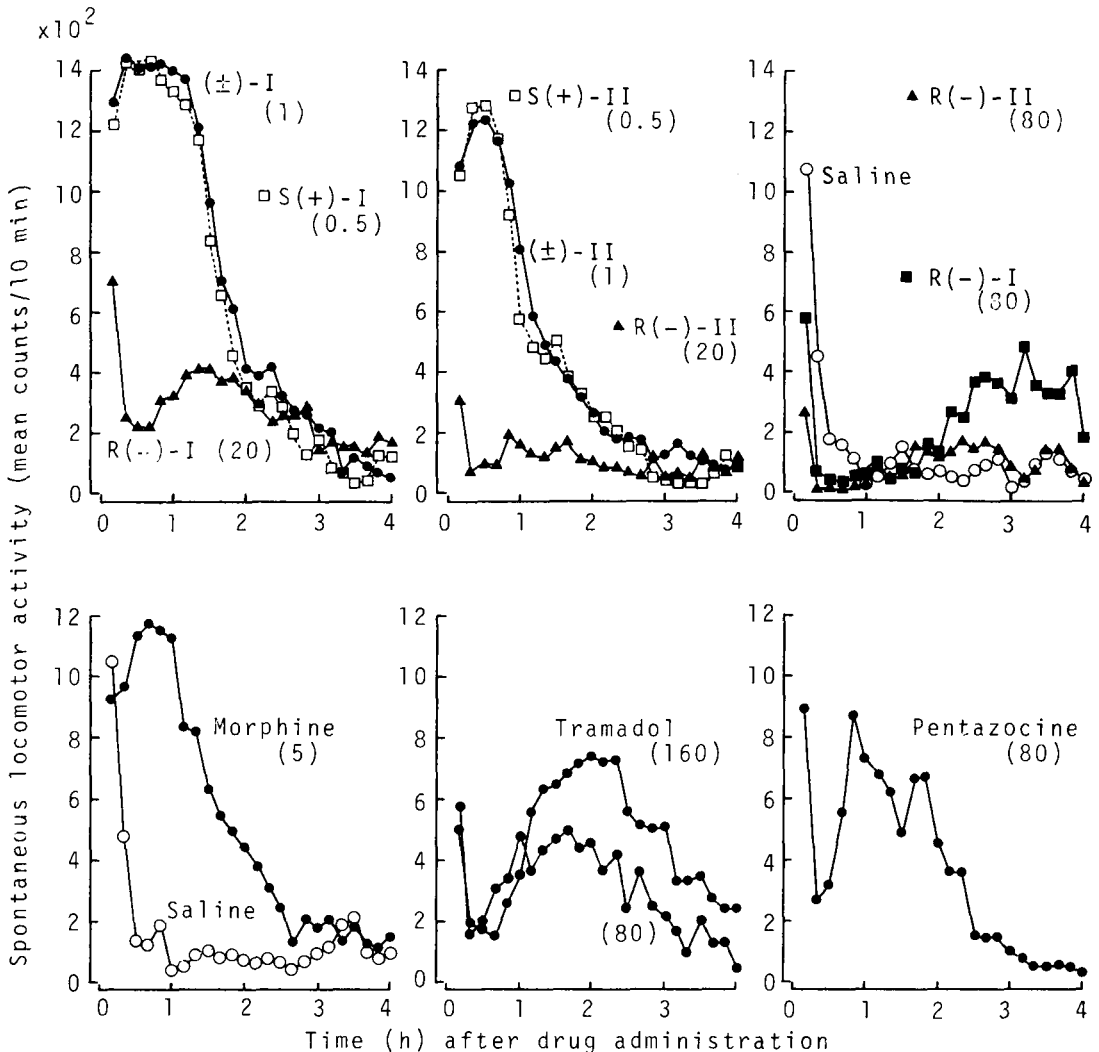 x10²
Spontaneous locomotor activity (mean counts/10 min)
14
12
10
8
6
4
2
0
(±)-I
(1)
S(+)-I
(0.5)
R(-)-I (20)
0 1 2 3 4
14
12
10
8
6
4
2
0
S(+)-II
(0.5)
(±)-II
(1)
R(-)-II
(20)
0 1 2 3 4
14
12
10
8
6
4
2
0
R(-)-II
(80)
Saline
R(-)-I
(80)
0 1 2 3 4
12
10
8
6
4
2
0
Morphine
(5)
Saline
0 1 2 3 4
12
10
8
6
4
2
0
Tramadol
(160)
(80)
0 1 2 3 4
12
10
8
6
4
2
0
Pentazocine
(80)
0 1 2 3 4
Time (h) after drug administration